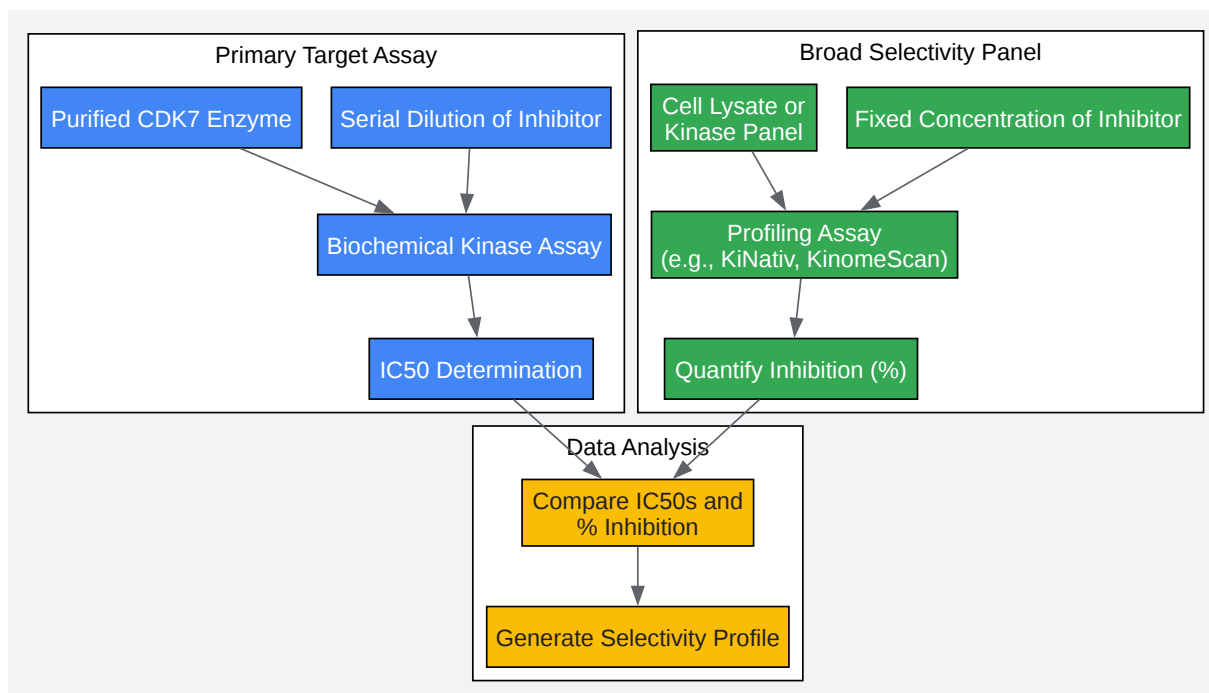 Primary Target Assay
Purified CDK7 Enzyme
Serial Dilution of Inhibitor
Biochemical Kinase Assay
IC50 Determination
Broad Selectivity Panel
Cell Lysate or
Kinase Panel
Fixed Concentration of Inhibitor
Profiling Assay
(e.g., KiNativ, KinomeScan)
Quantify Inhibition (%)
Data Analysis
Compare IC50s and
% Inhibition
Generate Selectivity Profile